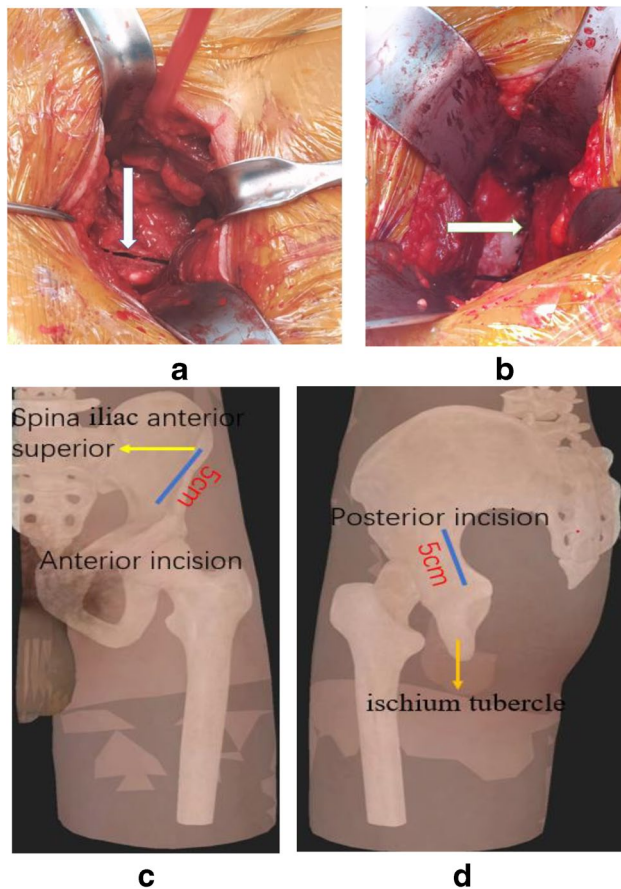 a
b
Spina iliac anterior
superior
5cm
Anterior incision
Posterior incision
5cm
ischium tubercle
c
d